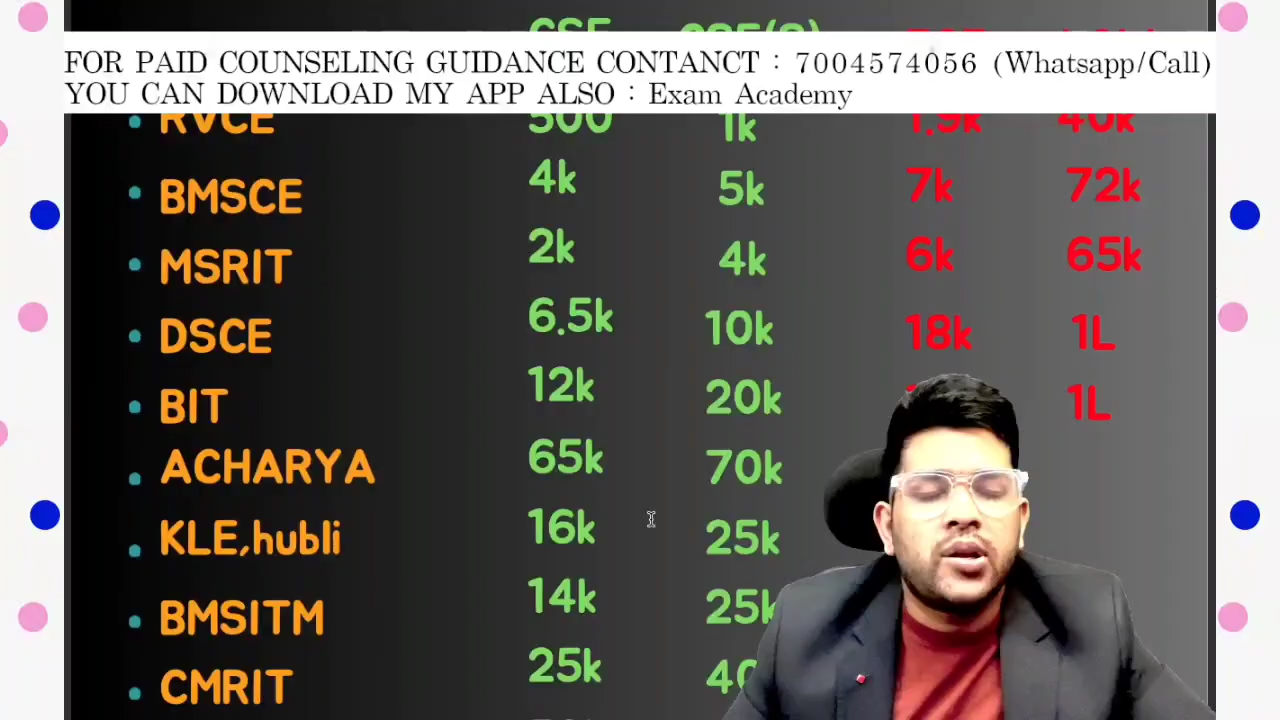 FOR PAID COUNSELING GUIDANCE CONTANCT : 7004574056 (Whatsapp/Call)
YOU CAN DOWNLOAD MY APP ALSO : Exam Academy
RVCE 500 1k 1.9k 40k
BMSCE 4k 5k 7k 72k
MSRIT 2k 4k 6k 65k
DSCE 6.5k 10k 18k 1L
BIT 12k 20k 1L
ACHARYA 65k 70k
KLE,hubli 16k 25k
BMSITM 14k 25k
CMRIT 25k